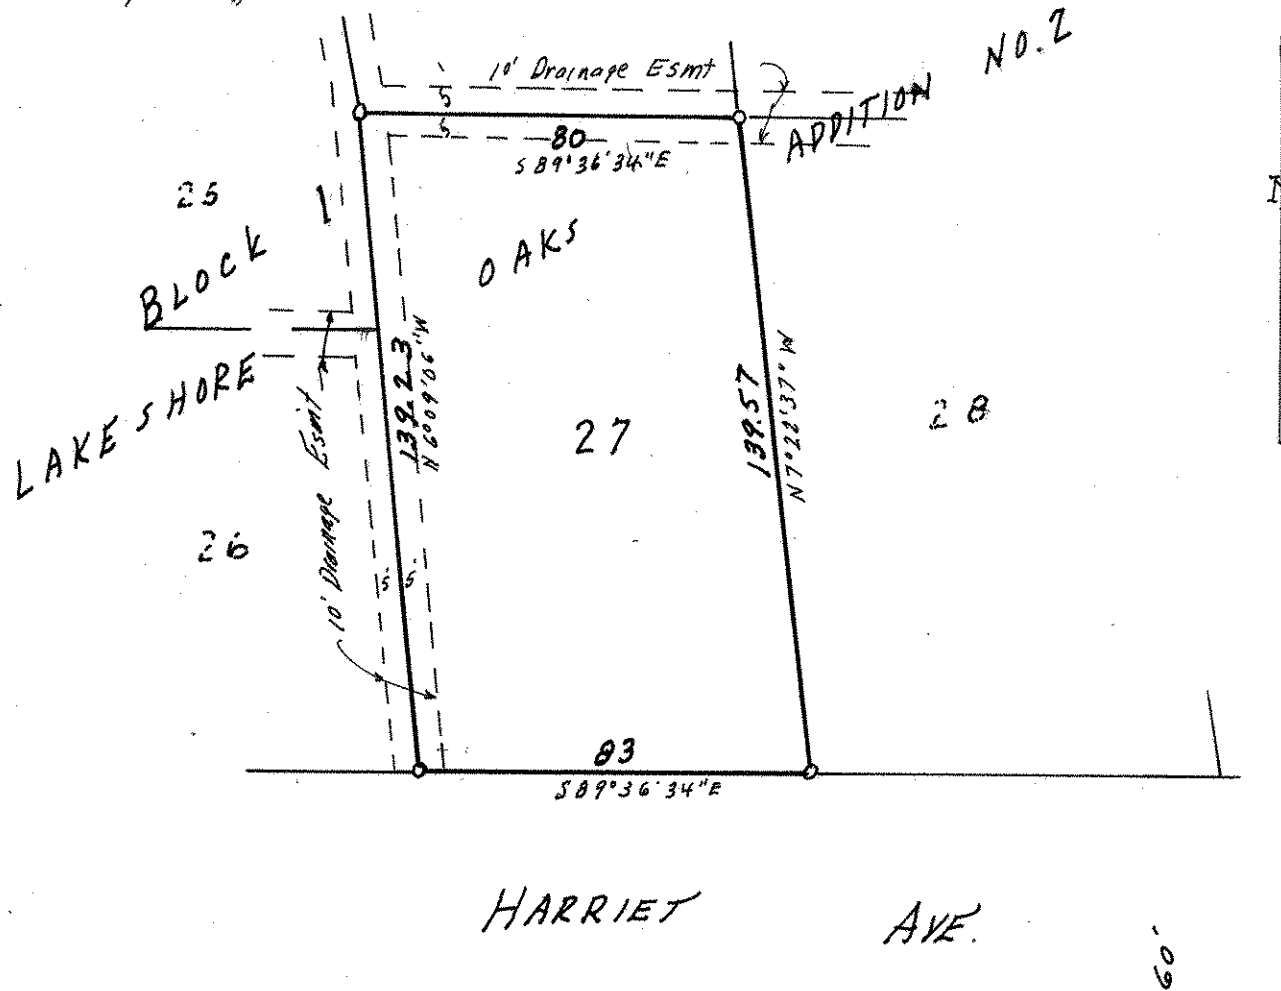 NO. 2
10' Drainage Esmt
ADDITION
5
5
80
S 89° 36' 34" E
25
1
BLOCK
OAKS
LAKE SHORE
139.23
N 6° 09' 06" W
139.57
N 7° 22' 37" W
27
28
10' Drainage Esmt
26
5' 5'
83
S 89° 36' 34" E
HARRIET AVE.
60'